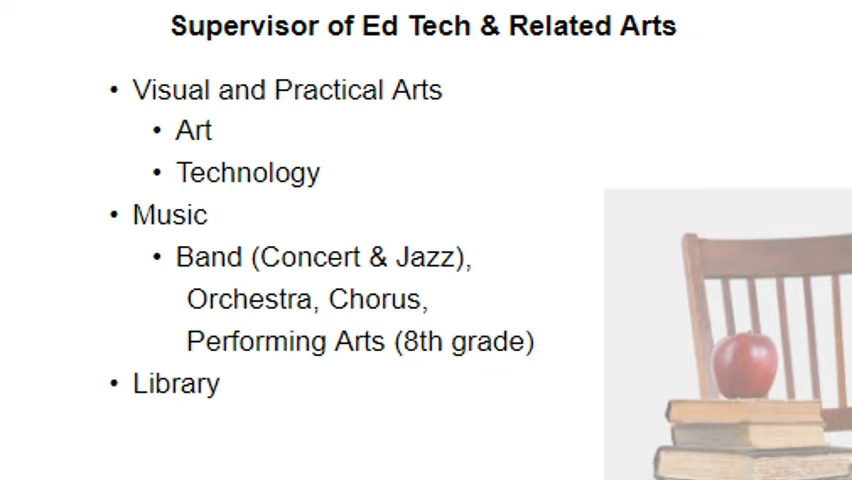 Supervisor of Ed Tech & Related Arts
• Visual and Practical Arts
• Art
• Technology
• Music
• Band (Concert & Jazz),
Orchestra, Chorus,
Performing Arts (8th grade)
• Library